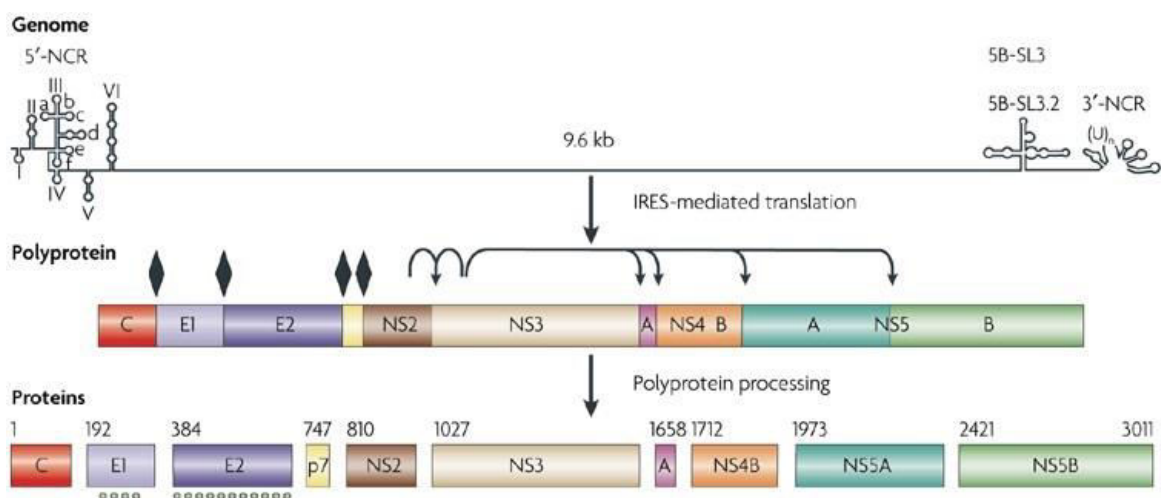 Genome
5′-NCR
5B-SL3
III
VI
II a b
c
5B-SL3.2 3′-NCR
d
(U)n
e
9.6 kb
f
I
IV
V
IRES-mediated translation
Polyprotein
C E1 E2 NS2 NS3 A NS4 B A NS5 B
Polyprotein processing
Proteins
1 192 384 747 810 1027 1658 1712 1973 2421 3011
C E1 E2 p7 NS2 NS3 A NS4B NS5A NS5B